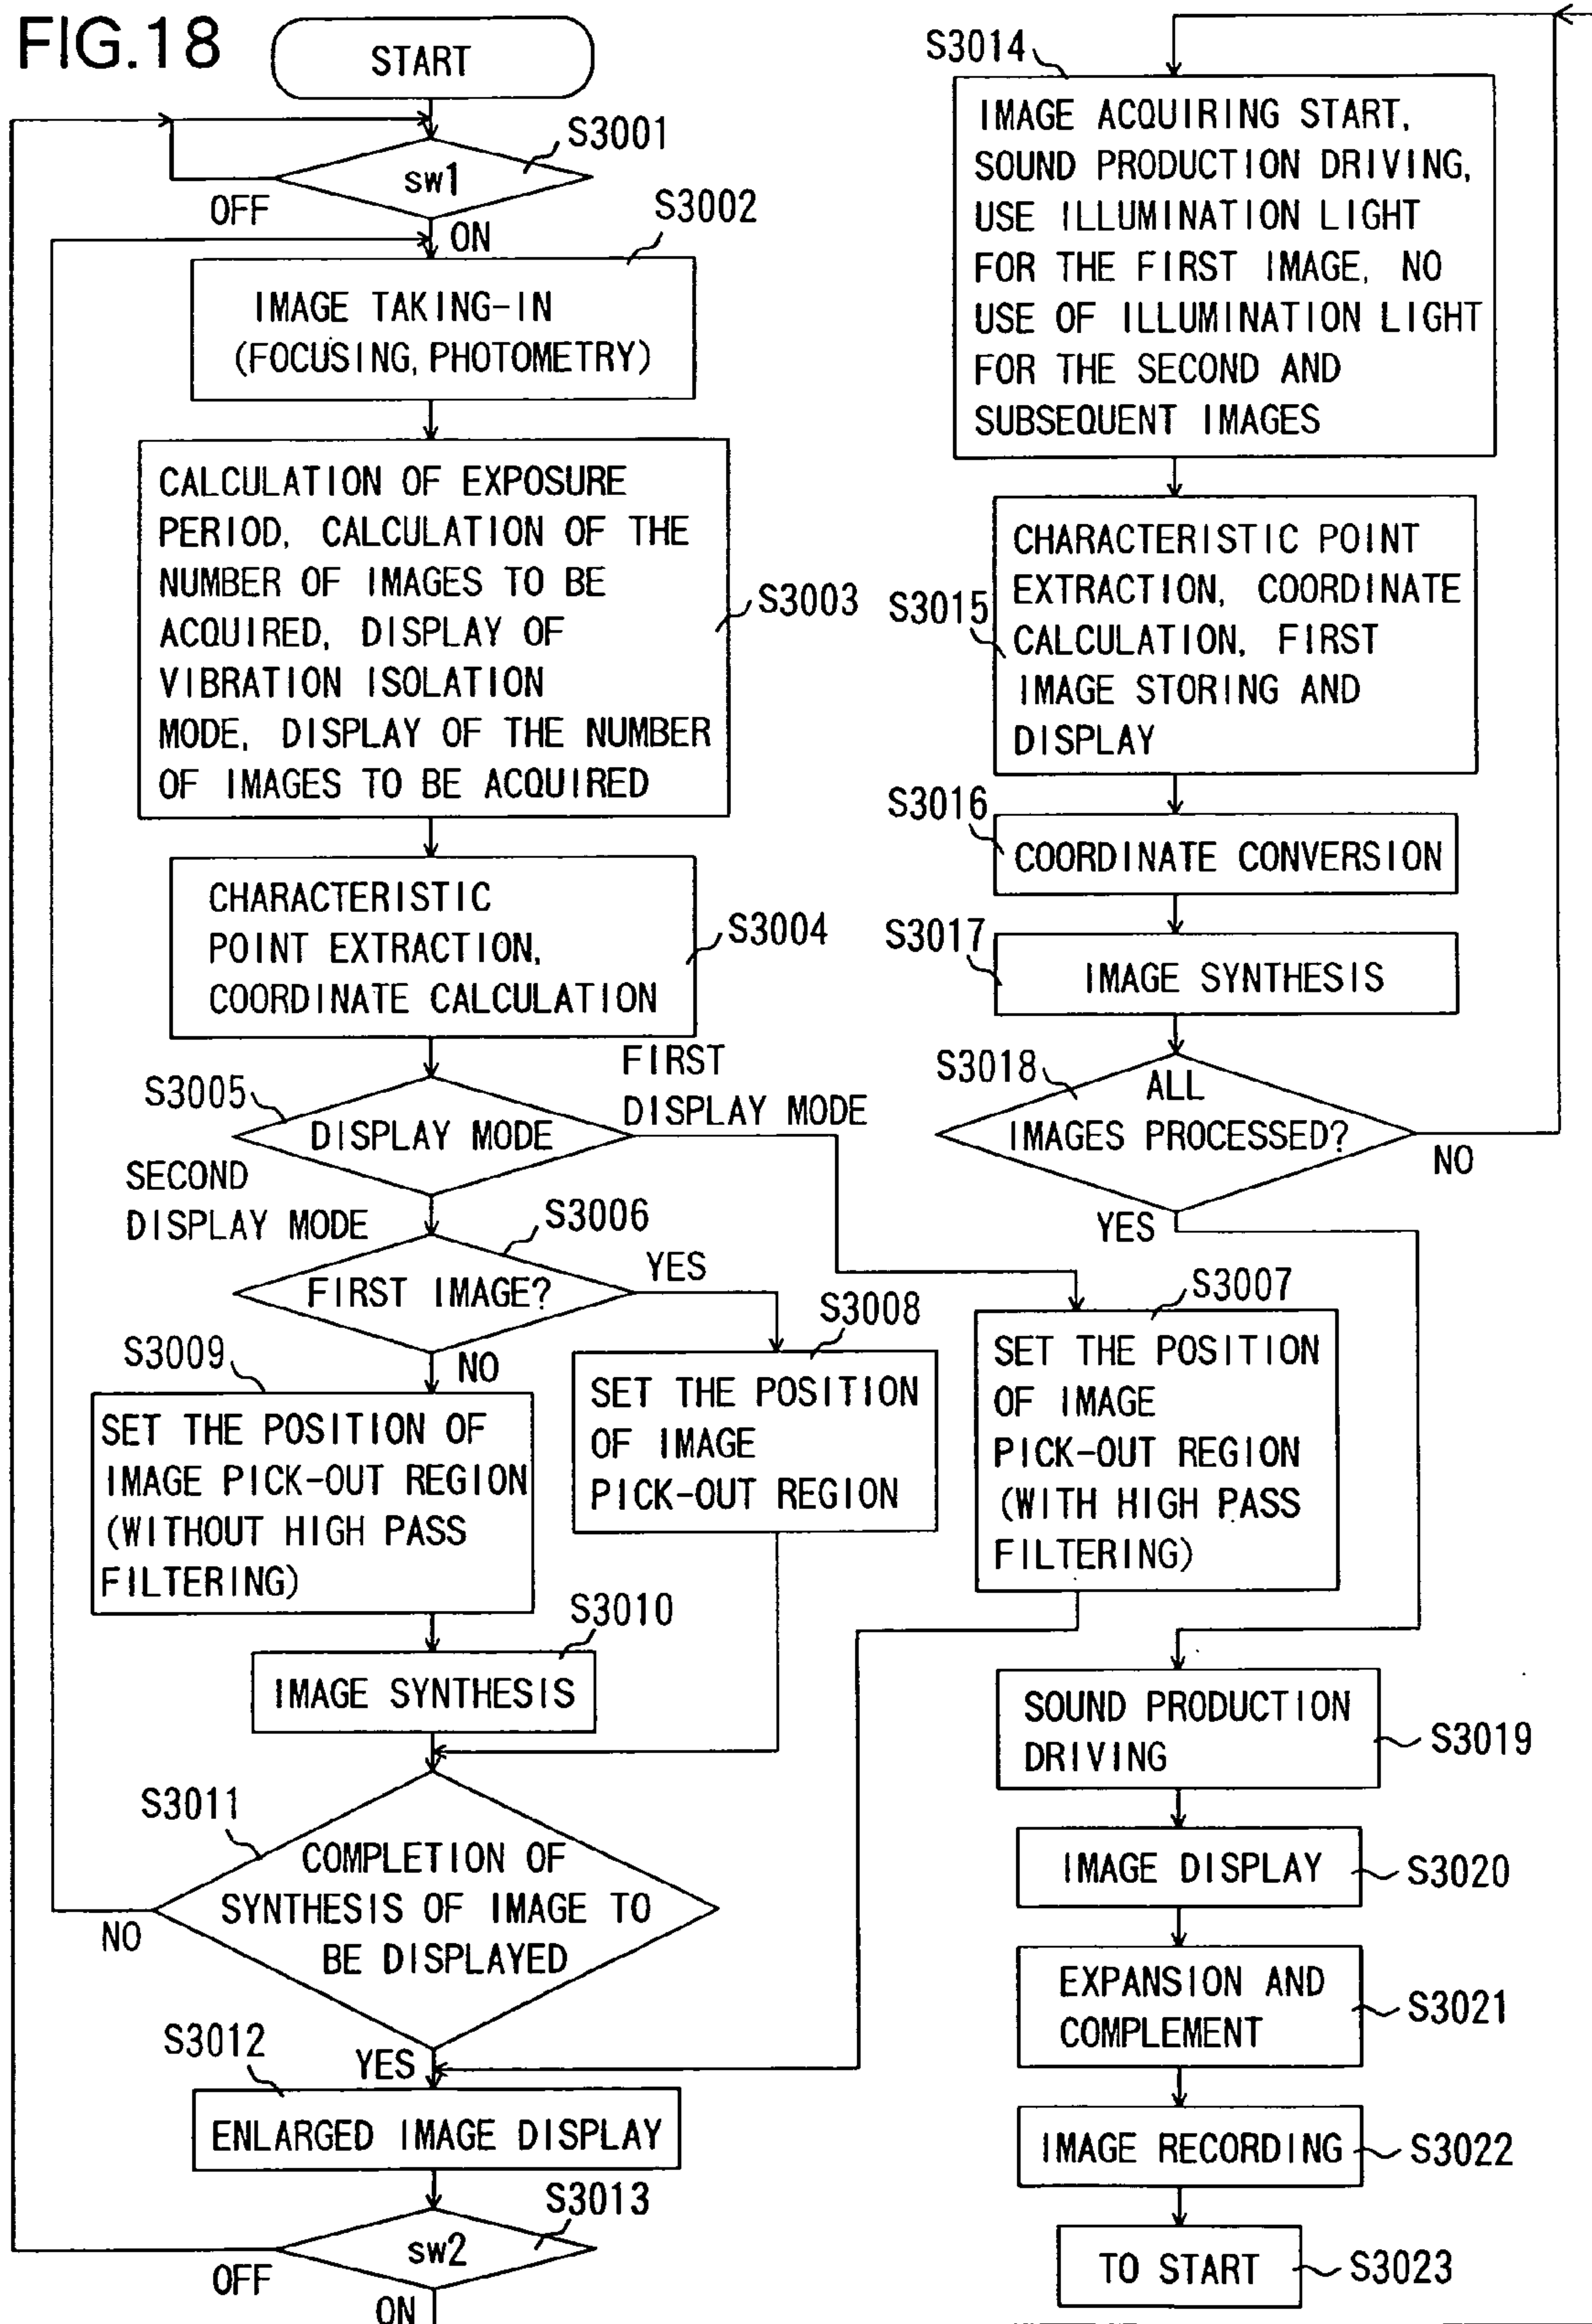 FIG.18
START
S3001
sw1
OFF
ON
S3002
IMAGE TAKING-IN
(FOCUSING, PHOTOMETRY)
CALCULATION OF EXPOSURE
PERIOD, CALCULATION OF THE
NUMBER OF IMAGES TO BE
ACQUIRED, DISPLAY OF
VIBRATION ISOLATION
MODE, DISPLAY OF THE NUMBER
OF IMAGES TO BE ACQUIRED
S3003
CHARACTERISTIC
POINT EXTRACTION,
COORDINATE CALCULATION
S3004
S3005
DISPLAY MODE
FIRST
DISPLAY MODE
SECOND
DISPLAY MODE
S3006
FIRST IMAGE?
YES
NO
S3007
SET THE POSITION
OF IMAGE
PICK-OUT REGION
(WITH HIGH PASS
FILTERING)
S3008
SET THE POSITION
OF IMAGE
PICK-OUT REGION
S3009
SET THE POSITION OF
IMAGE PICK-OUT REGION
(WITHOUT HIGH PASS
FILTERING)
S3010
IMAGE SYNTHESIS
S3011
COMPLETION OF
SYNTHESIS OF IMAGE TO
BE DISPLAYED
NO
YES
S3012
ENLARGED IMAGE DISPLAY
S3013
sw2
OFF
ON
S3014
IMAGE ACQUIRING START,
SOUND PRODUCTION DRIVING,
USE ILLUMINATION LIGHT
FOR THE FIRST IMAGE, NO
USE OF ILLUMINATION LIGHT
FOR THE SECOND AND
SUBSEQUENT IMAGES
S3015
CHARACTERISTIC POINT
EXTRACTION, COORDINATE
CALCULATION, FIRST
IMAGE STORING AND
DISPLAY
S3016
COORDINATE CONVERSION
S3017
IMAGE SYNTHESIS
S3018
ALL
IMAGES PROCESSED?
NO
YES
SOUND PRODUCTION
DRIVING
S3019
IMAGE DISPLAY
S3020
EXPANSION AND
COMPLEMENT
S3021
IMAGE RECORDING
S3022
TO START
S3023